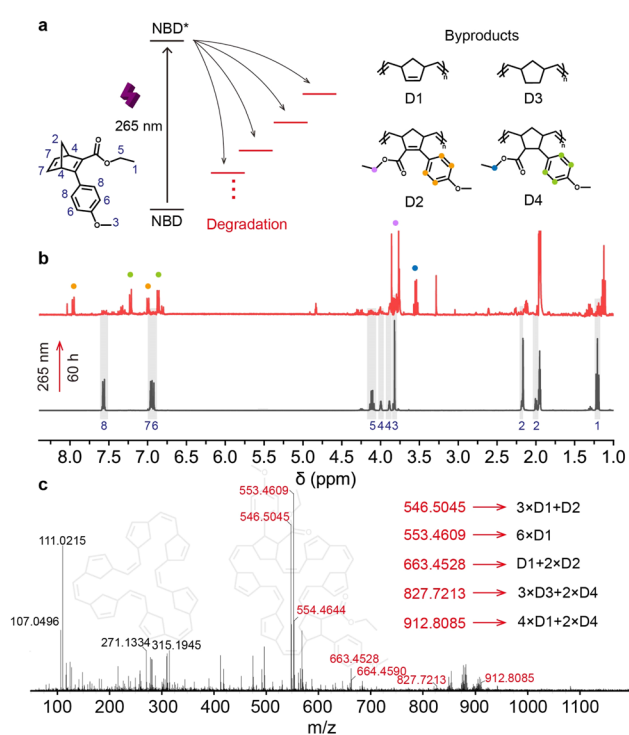 a
NBD*
Byproducts
n
n
D1
D3
265 nm
2
4
7
7
4
O
O
5
1
8
8
6
6
O
3
NBD
Degradation
O
O
n
O
D2
O
O
n
O
D4
b
265 nm
60 h
8
76
5443
2
2
1
8.0 7.5 7.0 6.5 6.0 5.5 5.0 4.5 4.0 3.5 3.0 2.5 2.0 1.5 1.0
δ (ppm)
c
553.4609
546.5045
111.0215
107.0496
271.1334
315.1945
554.4644
663.4528
664.4590
827.7213
912.8085
546.5045 → 3×D1+D2
553.4609 → 6×D1
663.4528 → D1+2×D2
827.7213 → 3×D3+2×D4
912.8085 → 4×D1+2×D4
100 200 300 400 500 600 700 800 900 1000 1100
m/z